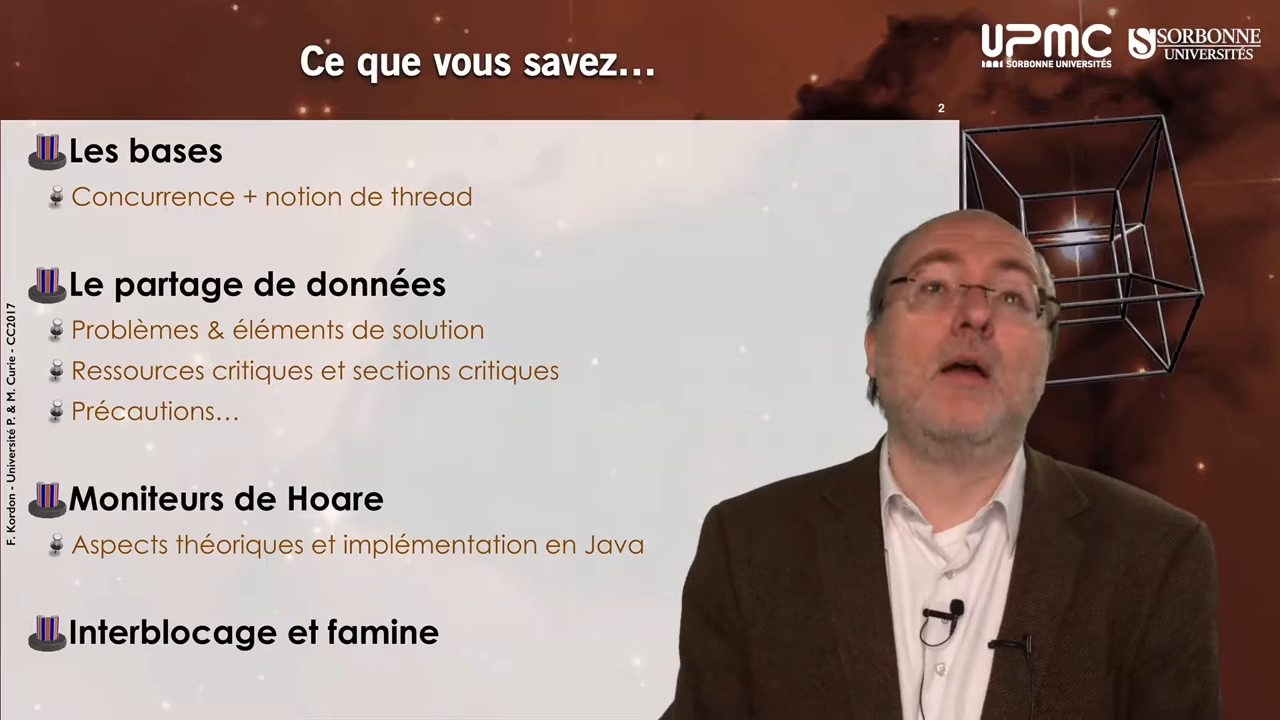 Ce que vous savez...
UPMC
SORBONNE UNIVERSITÉS
SORBONNE
UNIVERSITÉS
2
Les bases
Concurrence + notion de thread
Le partage de données
Problèmes & éléments de solution
Ressources critiques et sections critiques
Précautions...
Moniteurs de Hoare
Aspects théoriques et implémentation en Java
Interblocage et famine
F. Kordon - Université P. & M. Curie - CC2017